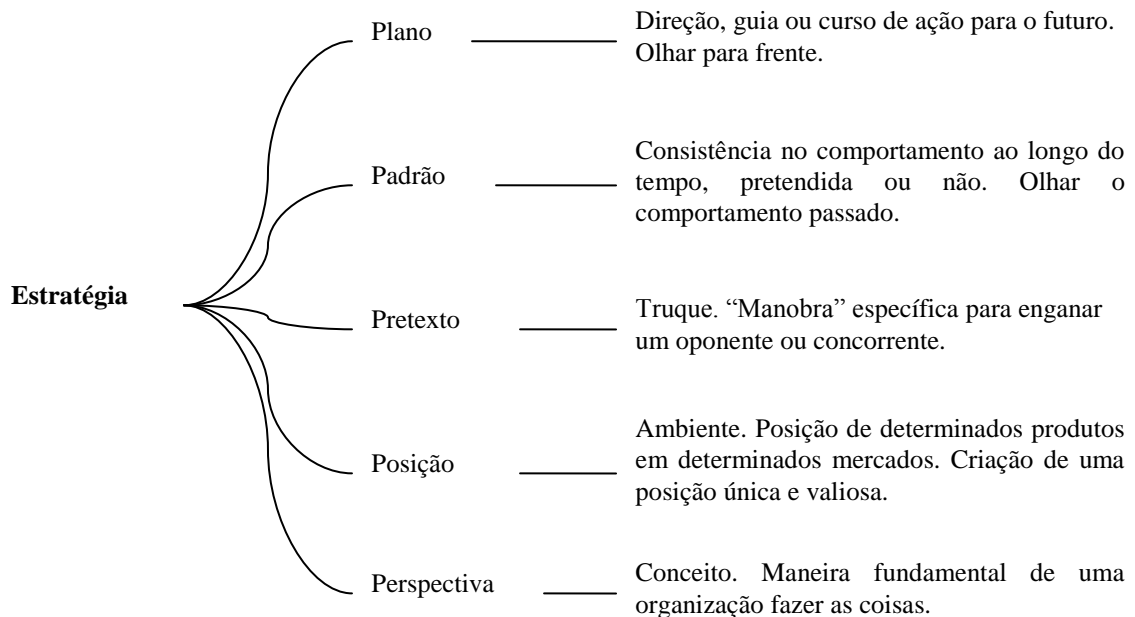 Plano
Direção, guia ou curso de ação para o futuro.
Olhar para frente.
Padrão
Consistência no comportamento ao longo do
tempo, pretendida ou não. Olhar o
comportamento passado.
Estratégia
Pretexto
Truque. “Manobra” específica para enganar
um oponente ou concorrente.
Posição
Ambiente. Posição de determinados produtos
em determinados mercados. Criação de uma
posição única e valiosa.
Perspectiva
Conceito. Maneira fundamental de uma
organização fazer as coisas.